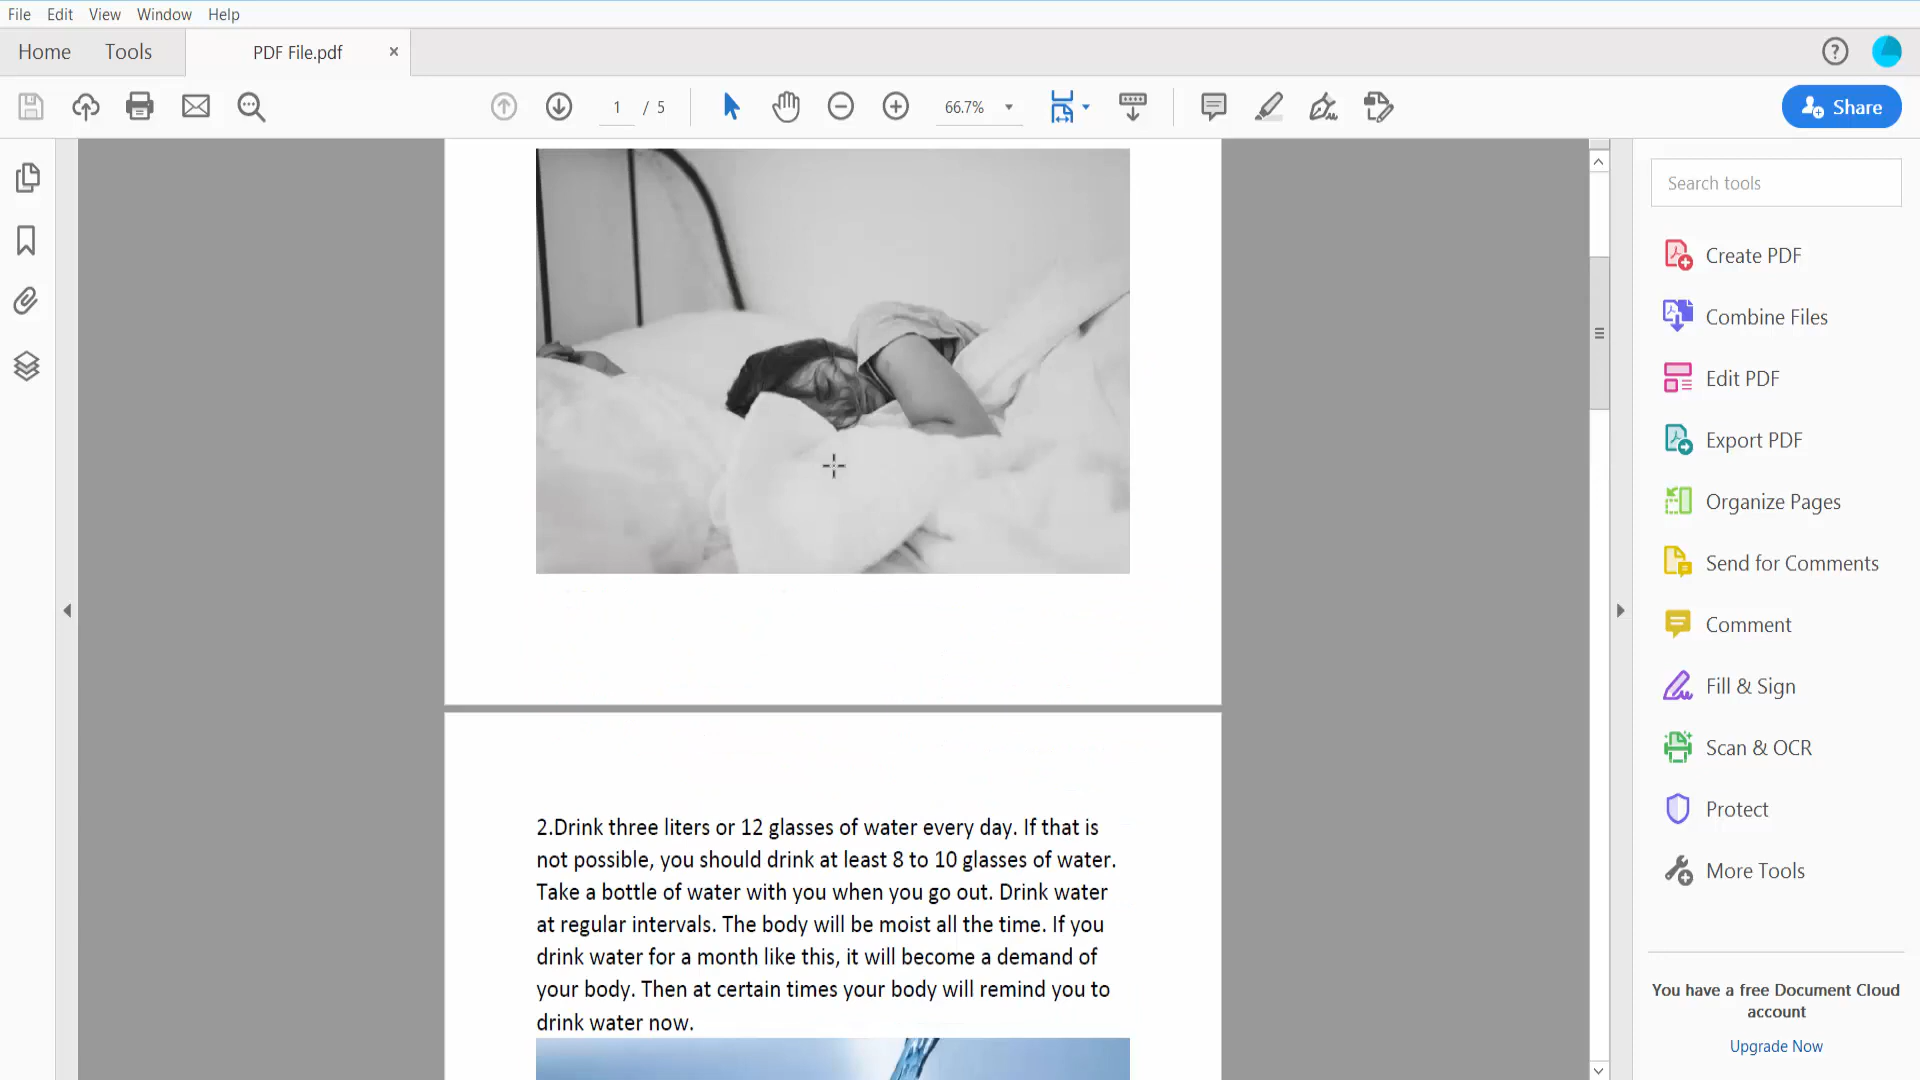 File Edit View Window Help
Home Tools PDF File.pdf ×
1 / 5 66.7% Share
Search tools
Create PDF
Combine Files
Edit PDF
Export PDF
Organize Pages
Send for Comments
Comment
Fill & Sign
Scan & OCR
Protect
More Tools
You have a free Document Cloud
account
Upgrade Now
2.Drink three liters or 12 glasses of water every day. If that is
not possible, you should drink at least 8 to 10 glasses of water.
Take a bottle of water with you when you go out. Drink water
at regular intervals. The body will be moist all the time. If you
drink water for a month like this, it will become a demand of
your body. Then at certain times your body will remind you to
drink water now.